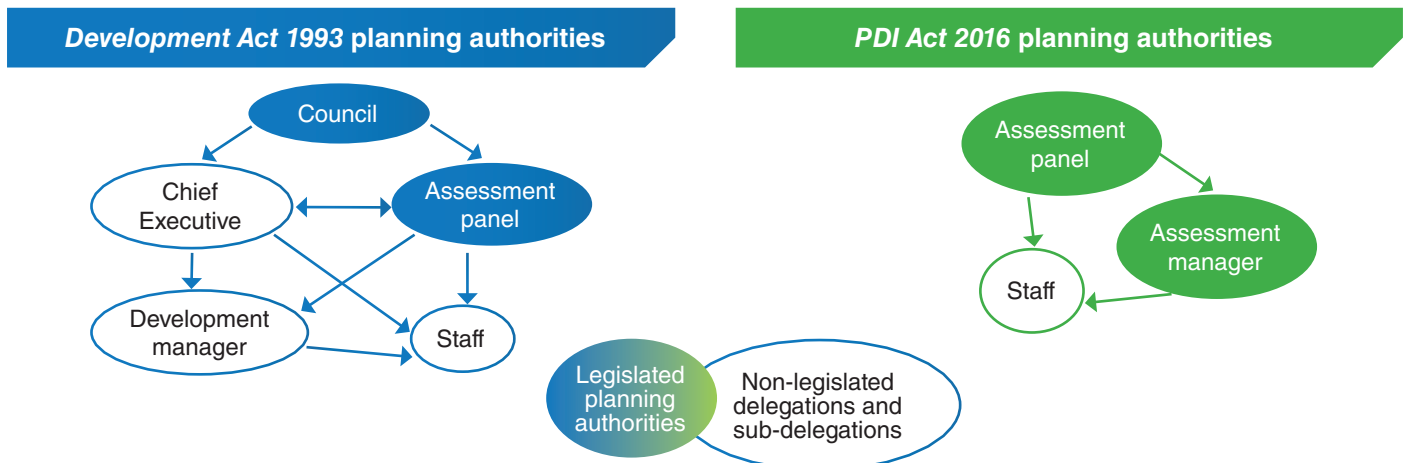 Development Act 1993 planning authorities
PDI Act 2016 planning authorities
Council
Chief
Executive
Assessment
panel
Development
manager
Staff
Assessment
panel
Assessment
manager
Staff
Legislated
planning
authorities
Non-legislated
delegations and
sub-delegations